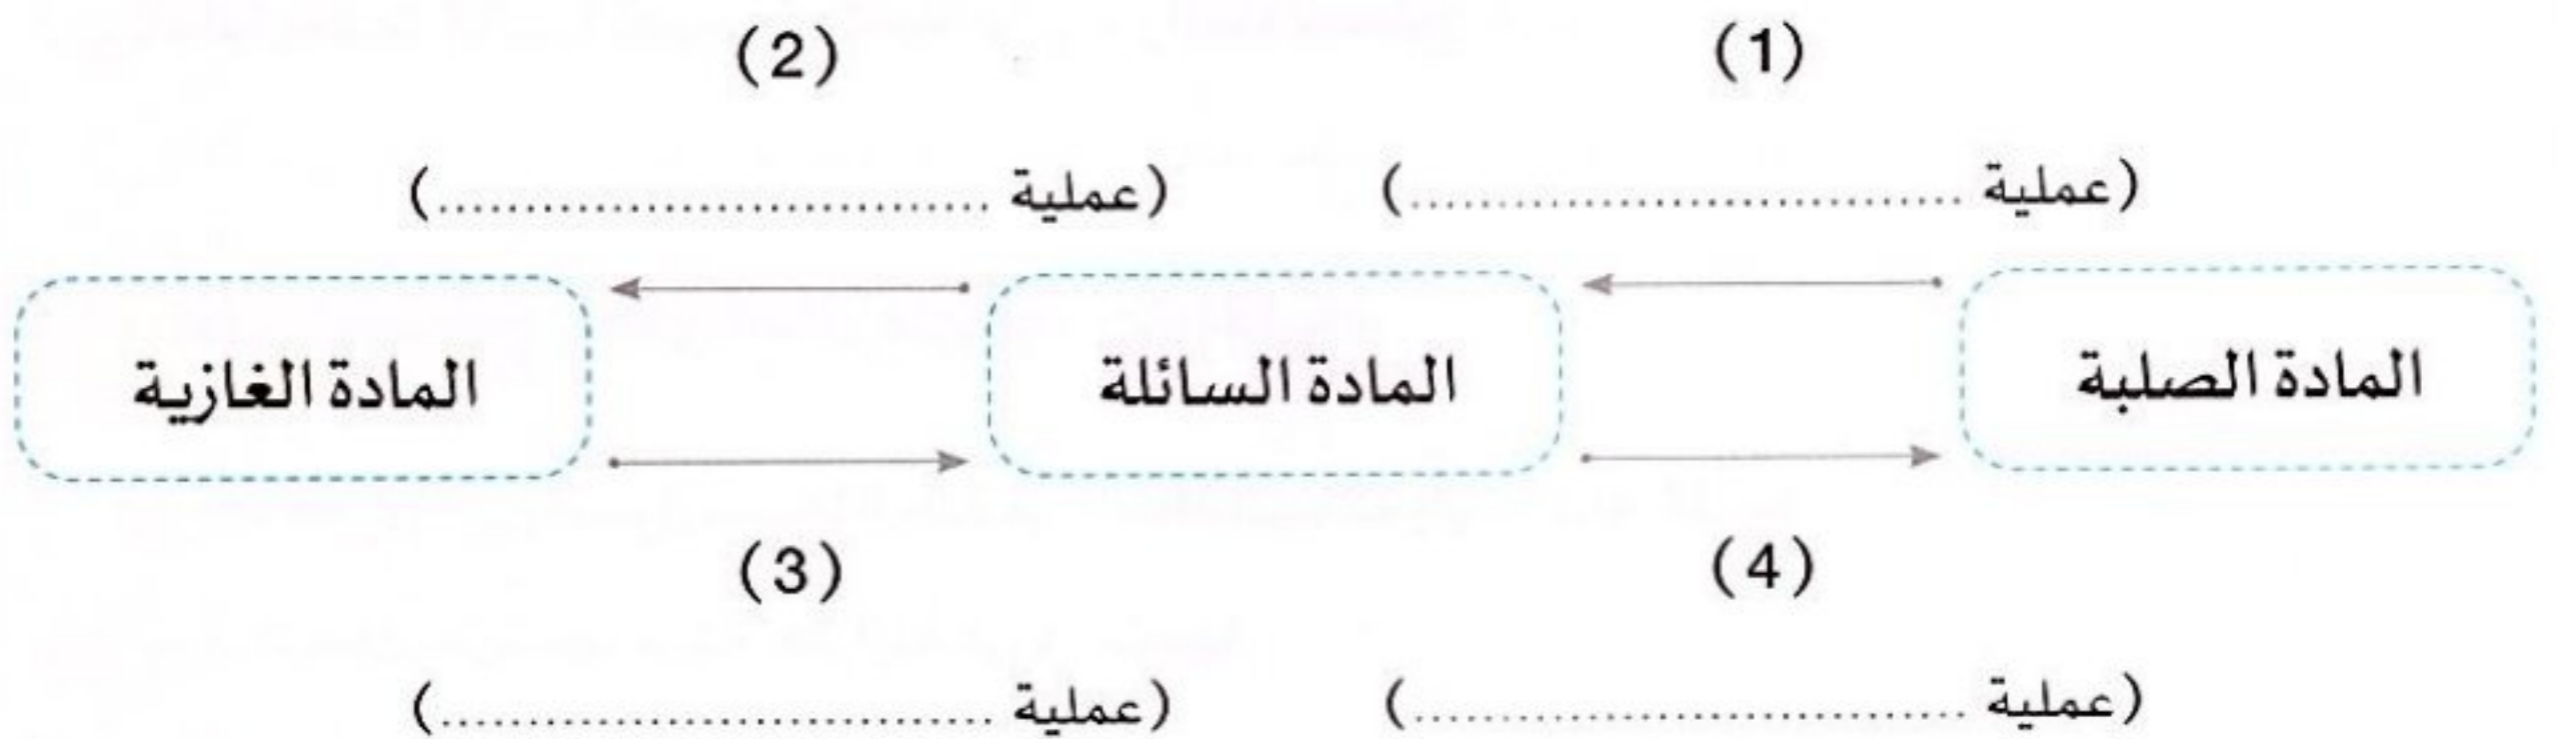 (1) (2)
(عملية ..............................) (عملية ..............................)
المادة الصلبة المادة السائلة المادة الغازية
(4) (3)
(عملية ..............................) (عملية ..............................)